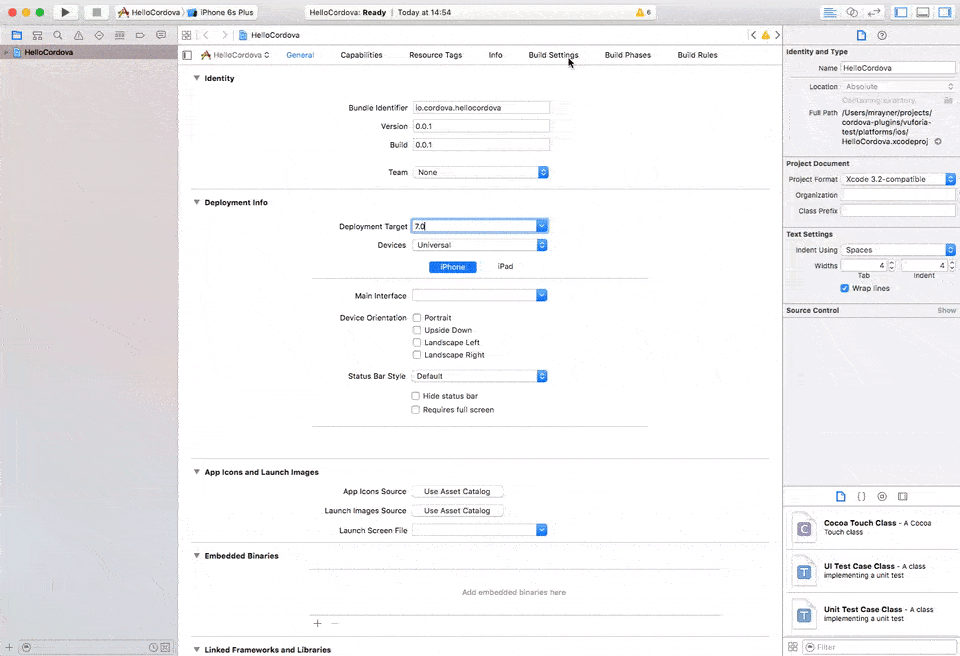 HelloCordova iPhone 6s Plus HelloCordova: Ready Today at 14:54 6
HelloCordova
HelloCordova
HelloCordova General Capabilities Resource Tags Info Build Settings Build Phases Build Rules
Identity
Bundle Identifier io.cordova.hellocordova
Version 0.0.1
Build 0.0.1
Team None
Deployment Info
Deployment Target 7.0
Devices Universal
iPhone iPad
Main Interface
Device Orientation Portrait
Upside Down
Landscape Left
Landscape Right
Status Bar Style Default
Hide status bar
Requires full screen
App Icons and Launch Images
App Icons Source Use Asset Catalog
Launch Images Source Use Asset Catalog
Launch Screen File
Embedded Binaries
Add embedded binaries here
Linked Frameworks and Libraries
Identity and Type
Name HelloCordova
Location Absolute
Containing directory
Full Path /Users/mrayner/projects/
cordova-plugins/vuforia-
test/platforms/ios/
HelloCordova.xcodeproj
Project Document
Project Format Xcode 3.2-compatible
Organization
Class Prefix
Text Settings
Indent Using Spaces
Widths 4 4
Tab Indent
Wrap lines
Source Control Show
Cocoa Touch Class - A Cocoa
Touch class
UI Test Case Class - A class
implementing a unit test
Unit Test Case Class - A class
implementing a unit test
Filter